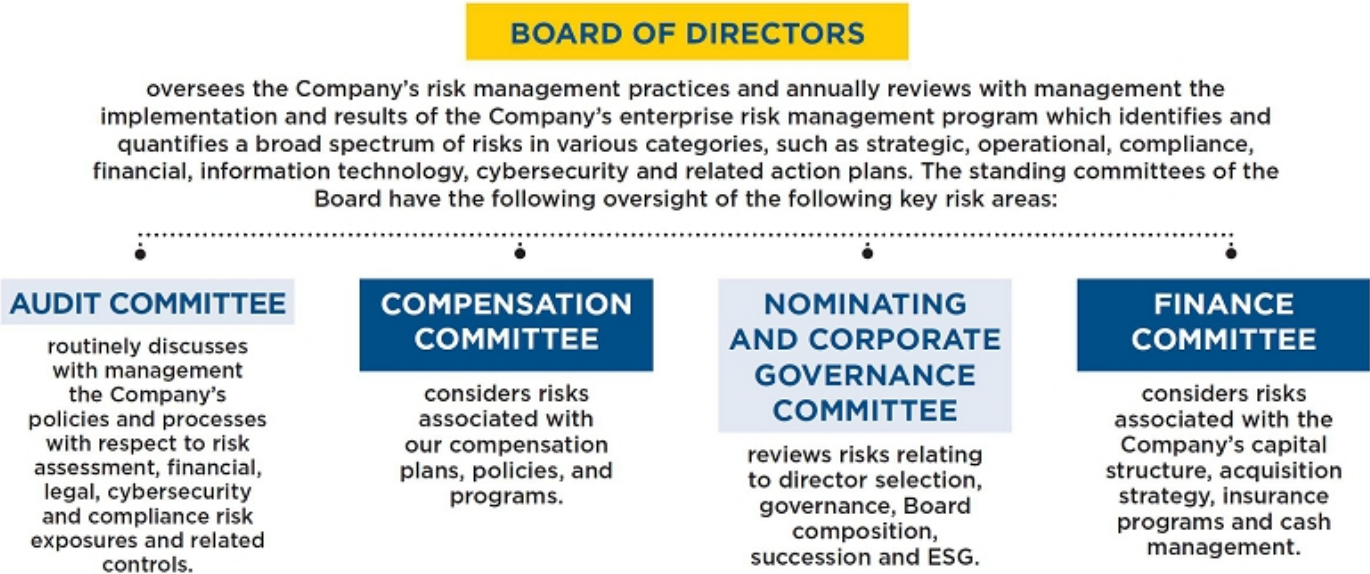 BOARD OF DIRECTORS
oversees the Company's risk management practices and annually reviews with management the
implementation and results of the Company's enterprise risk management program which identifies and
quantifies a broad spectrum of risks in various categories, such as strategic, operational, compliance,
financial, information technology, cybersecurity and related action plans. The standing committees of the
Board have the following oversight of the following key risk areas:
AUDIT COMMITTEE
routinely discusses
with management
the Company's
policies and processes
with respect to risk
assessment, financial,
legal, cybersecurity
and compliance risk
exposures and related
controls.
COMPENSATION
COMMITTEE
considers risks
associated with
our compensation
plans, policies, and
programs.
NOMINATING
AND CORPORATE
GOVERNANCE
COMMITTEE
reviews risks relating
to director selection,
governance, Board
composition,
succession and ESG.
FINANCE
COMMITTEE
considers risks
associated with the
Company's capital
structure, acquisition
strategy, insurance
programs and cash
management.